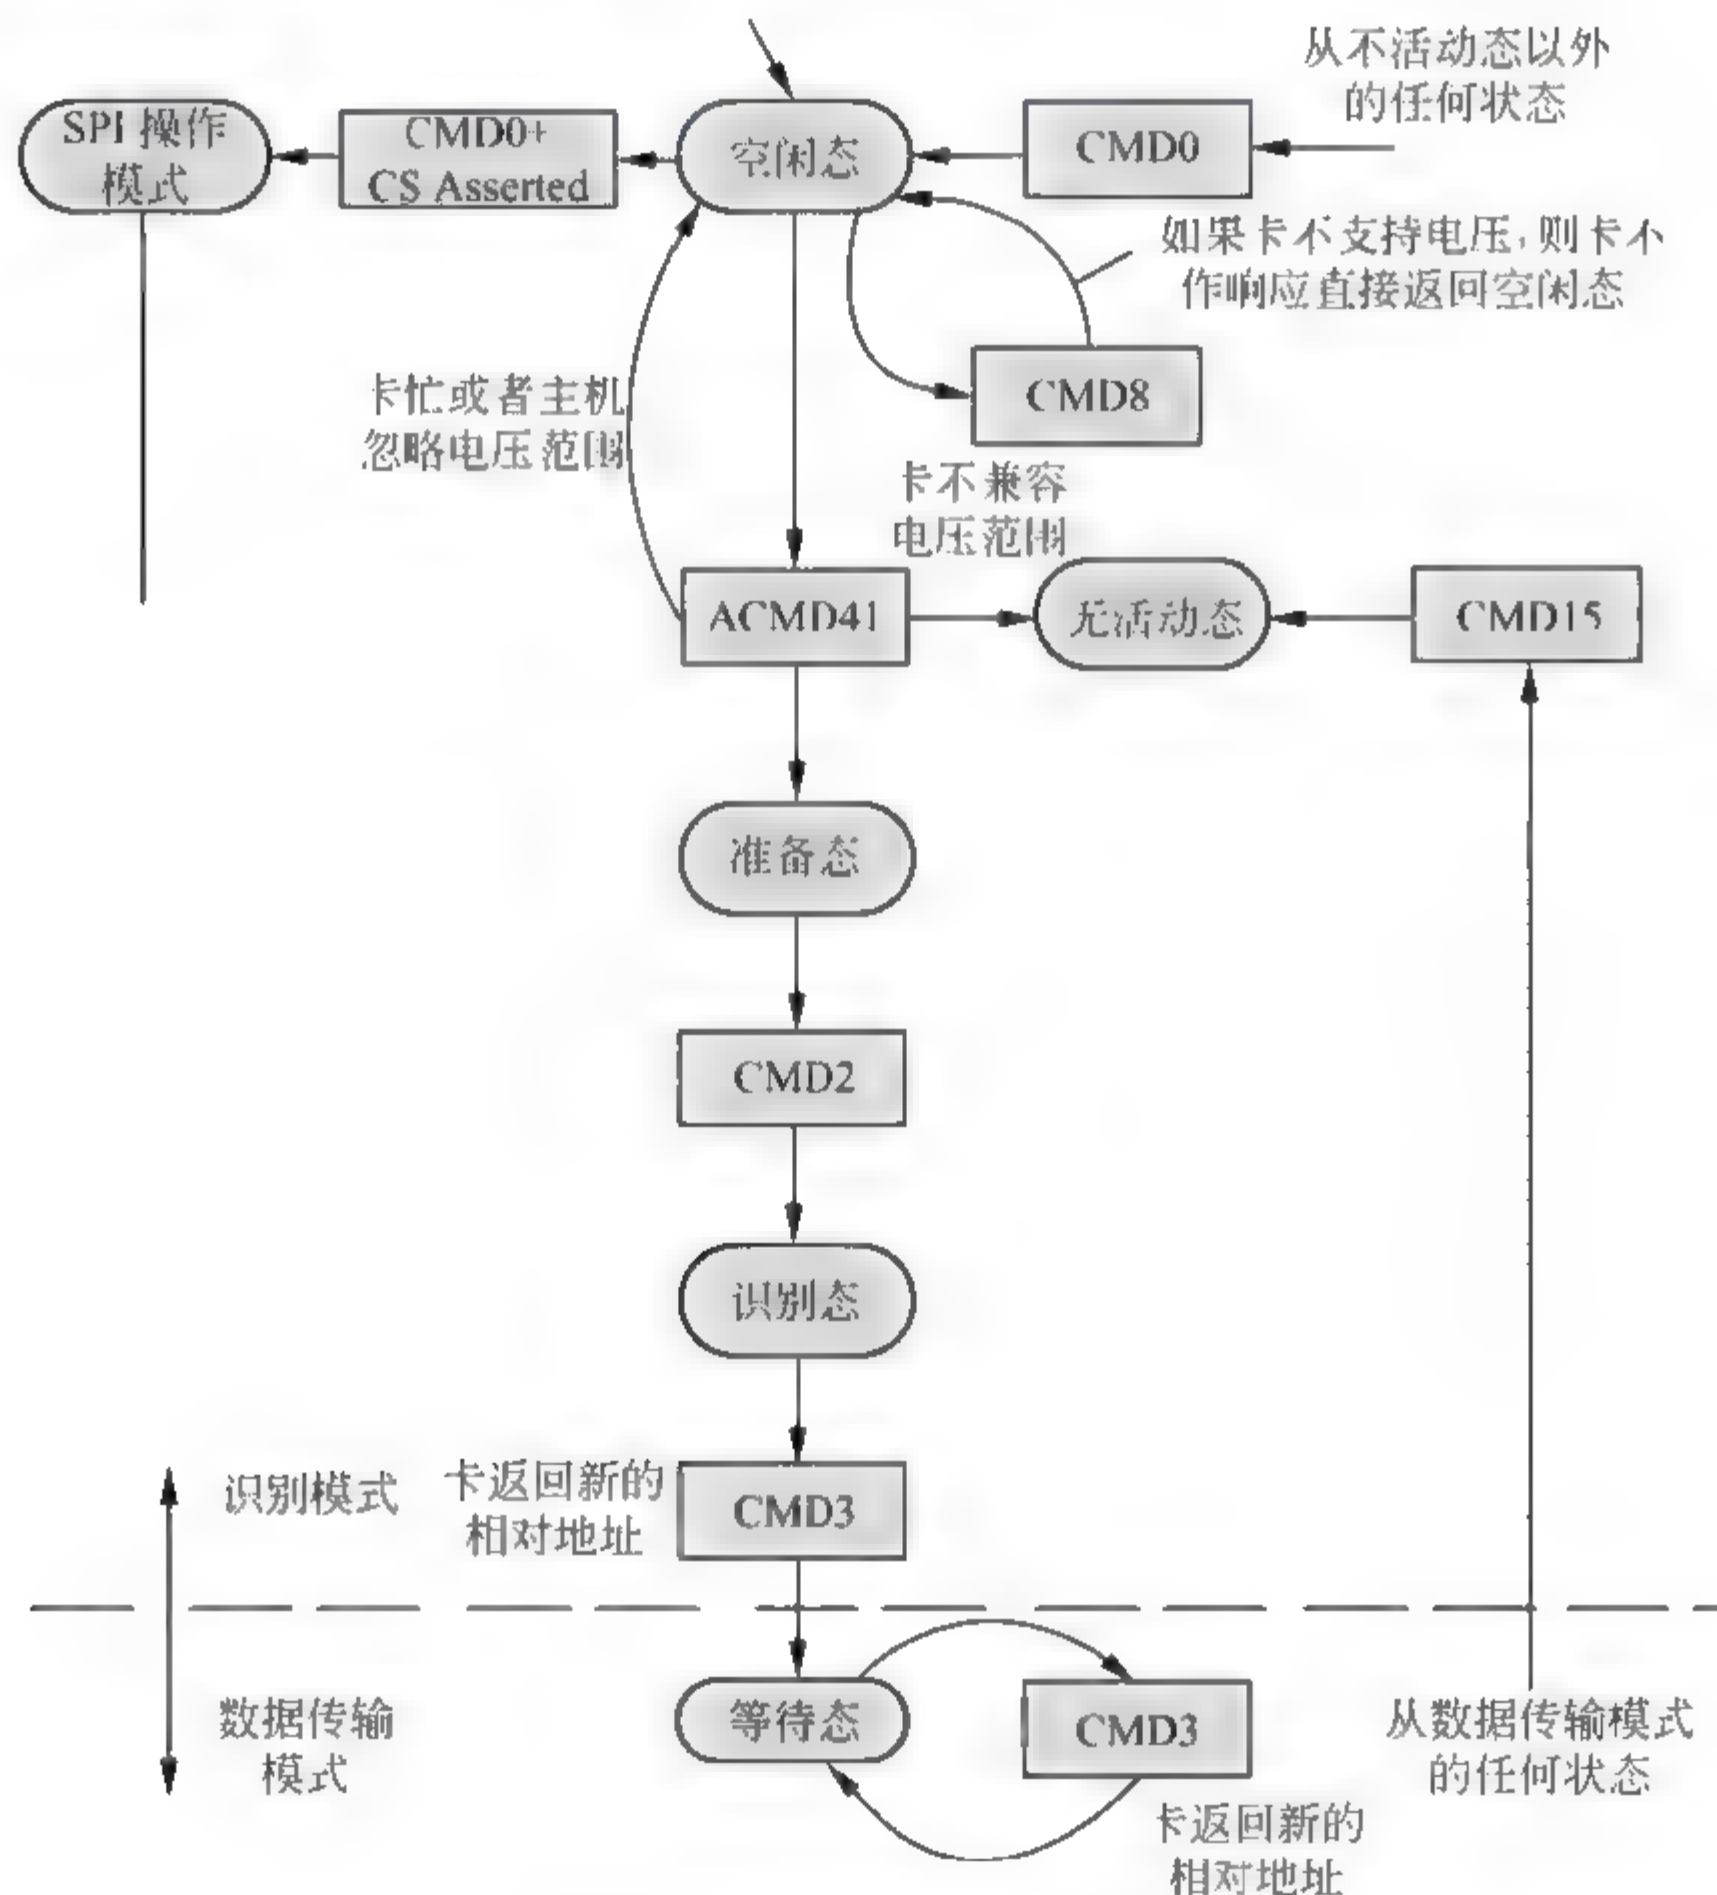 从不活动态以外
的任何状态
SPI 操作
模式
CMD0+
CS Asserted
空闲态
CMD0
如果卡不支持电压,则卡不
作响应直接返回空闲态
卡忙或者主机
忽略电压范围
CMD8
卡不兼容
电压范围
ACMD41
无活动态
CMD15
准备态
CMD2
识别态
识别模式
卡返回新的
相对地址
CMD3
数据传输
模式
等待态
CMD3
从数据传输模式
的任何状态
卡返回新的
相对地址